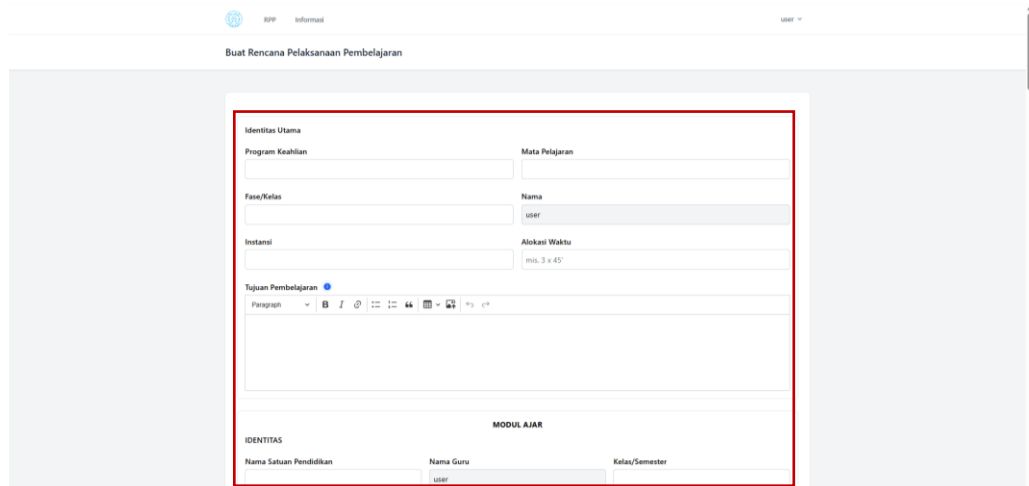 RPP Informasi user
Buat Rencana Pelaksanaan Pembelajaran
Identitas Utama
Program Keahlian Mata Pelajaran
Fase/Kelas Nama
user
Instansi Alokasi Waktu
mis. 3 x 45'
Tujuan Pembelajaran
Paragraph
MODUL AJAR
IDENTITAS
Nama Satuan Pendidikan Nama Guru Kelas/Semester
user